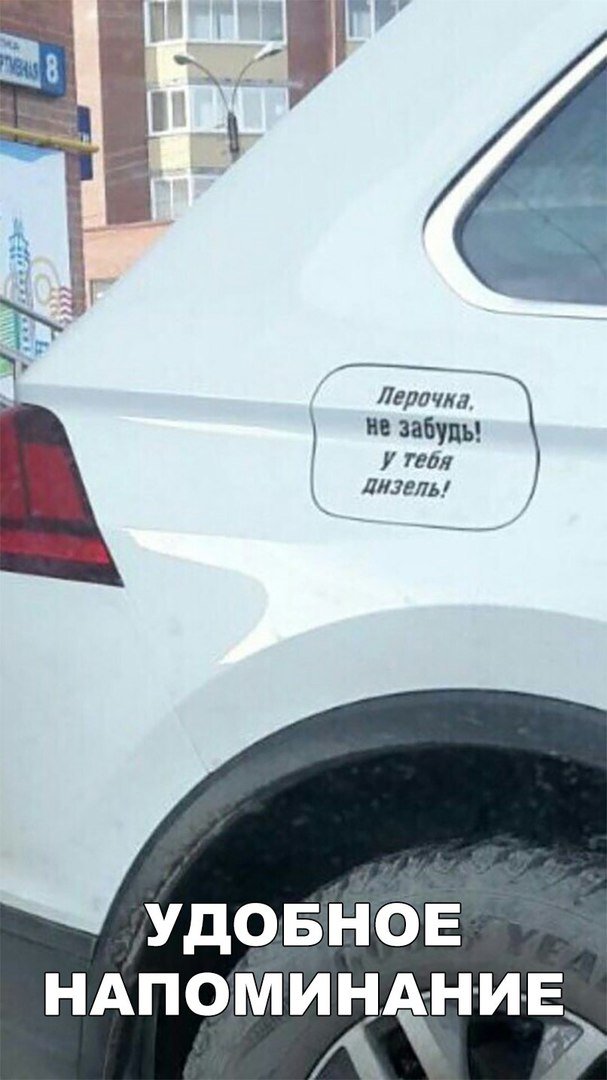 8
Лерочка,
не забудь!
у тебя
дизель!
УДОБНОЕ
НАПОМИНАНИЕ